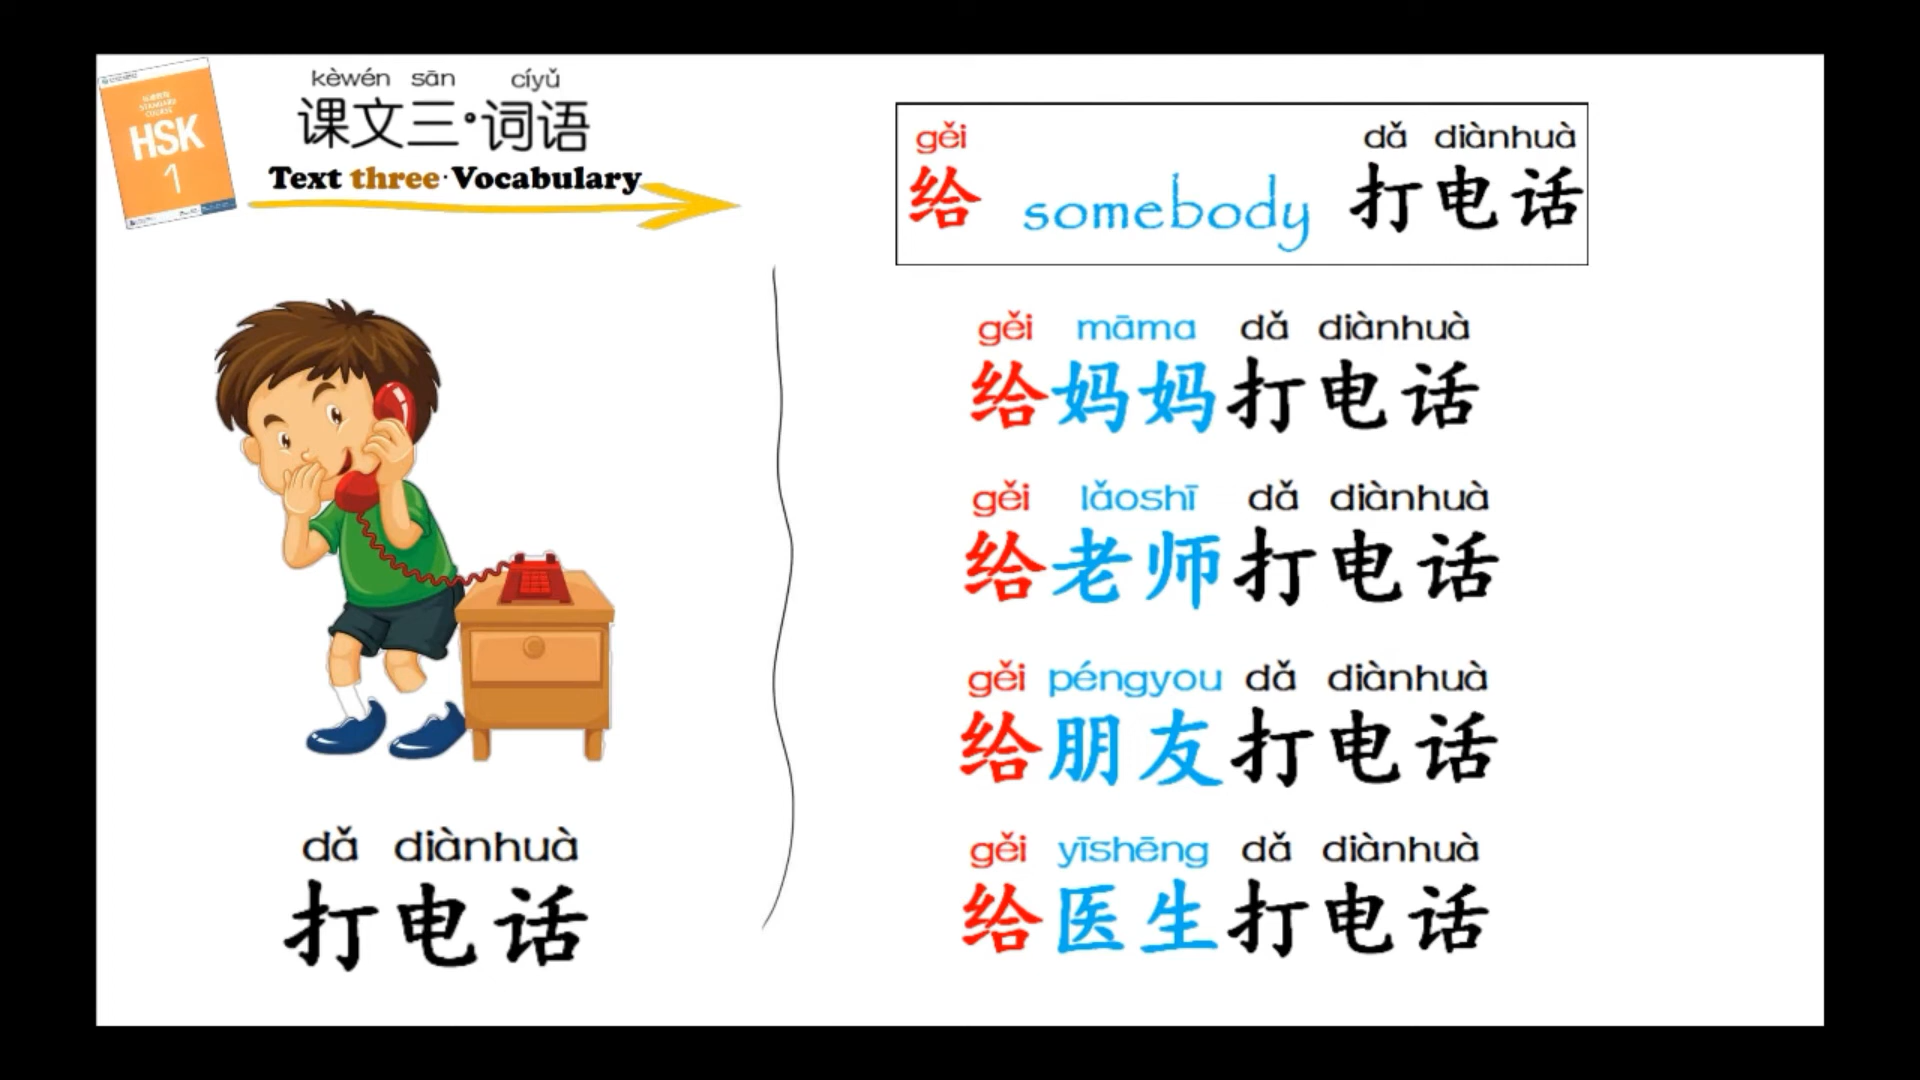 STANDARD
COURSE
HSK
1
kèwén sān cíyǔ
课文三·词语
Text three·Vocabulary
dǎ diànhuà
打电话
gěi dǎ diànhuà
给 somebody 打电话
gěi māma dǎ diànhuà
给妈妈打电话
gěi lǎoshī dǎ diànhuà
给老师打电话
gěi péngyou dǎ diànhuà
给朋友打电话
gěi yīshēng dǎ diànhuà
给医生打电话